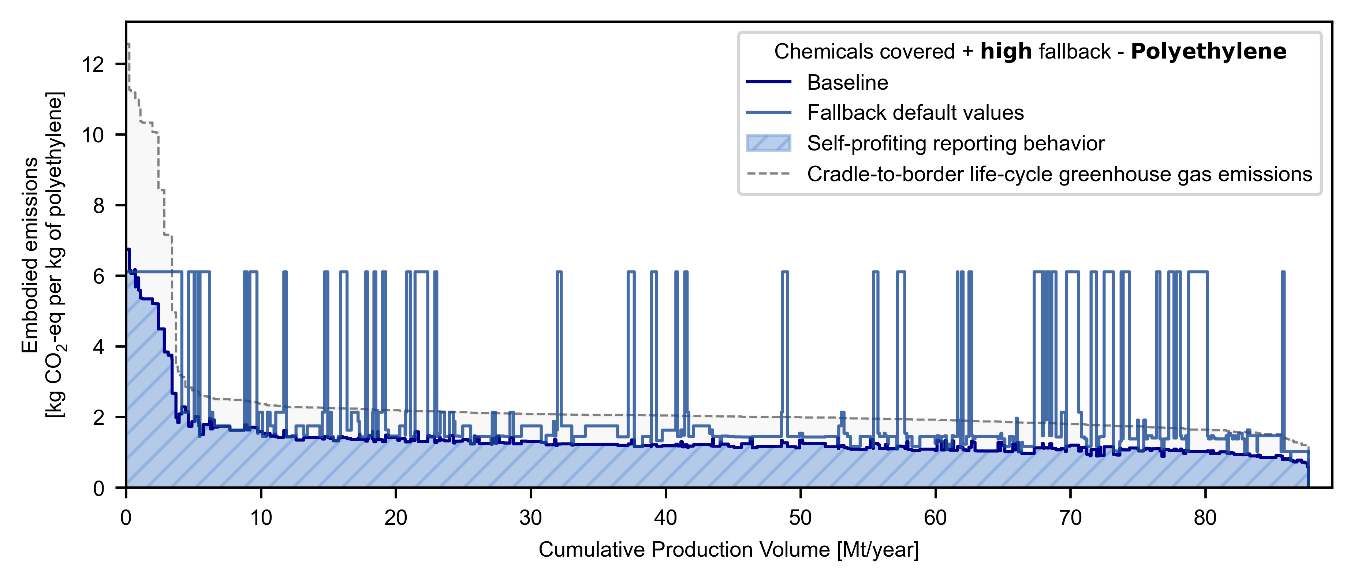 Chemicals covered + high fallback - Polyethylene
Baseline
Fallback default values
Self-profiting reporting behavior
Cradle-to-border life-cycle greenhouse gas emissions
Embodied emissions
[kg CO₂-eq per kg of polyethylene]
12
10
8
6
4
2
0
0 10 20 30 40 50 60 70 80
Cumulative Production Volume [Mt/year]